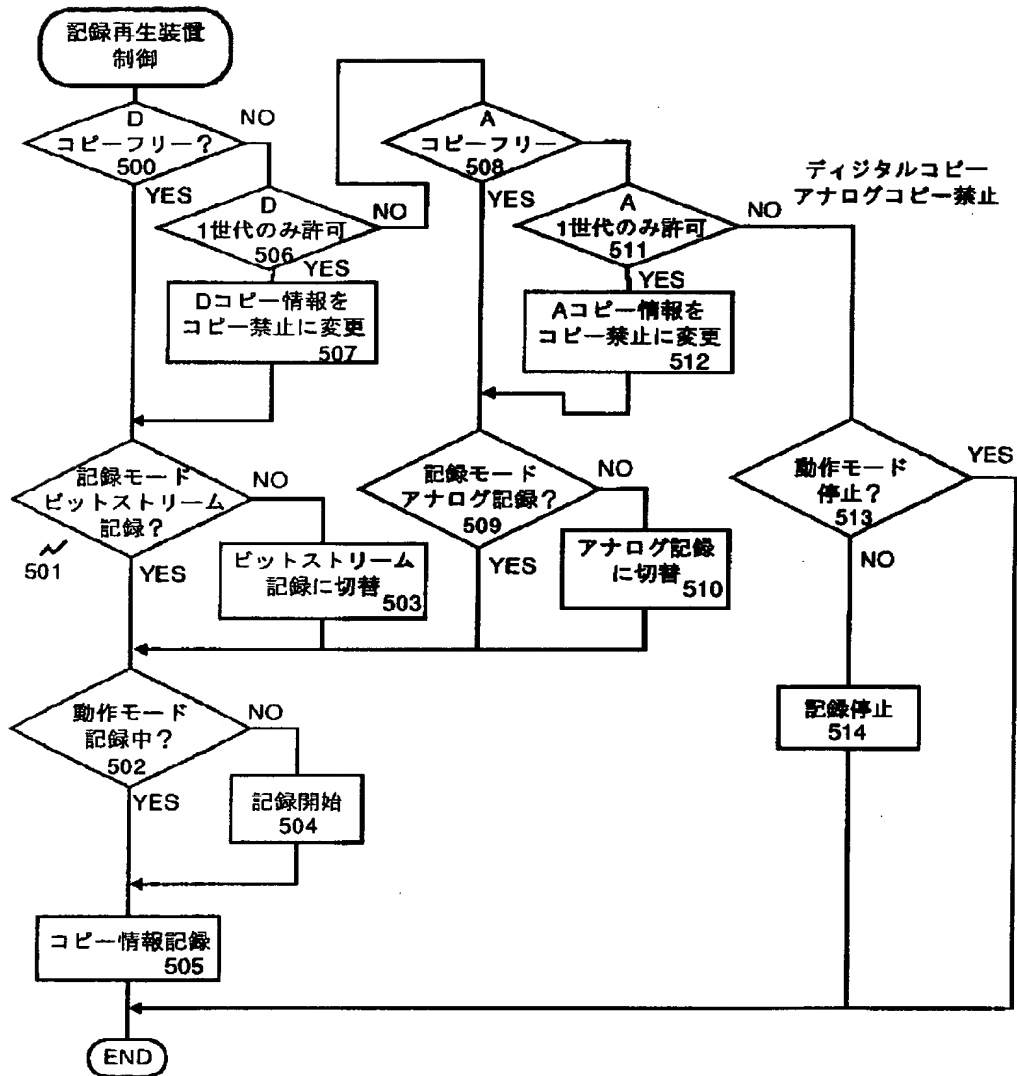 記録再生装置
制御
D
コピーフリー？
500
NO
YES
D
1世代のみ許可
506
NO
YES
Dコピー情報を
コピー禁止に変更
507
A
コピーフリー
508
YES
A
1世代のみ許可
511
NO
YES
Aコピー情報を
コピー禁止に変更
512
ディジタルコピー
アナログコピー禁止
記録モード
ビットストリーム
記録？
501
NO
YES
ビットストリーム
記録に切替
503
記録モード
アナログ記録？
509
NO
YES
アナログ記録
に切替
510
動作モード
停止？
513
YES
NO
記録停止
514
動作モード
記録中？
502
NO
YES
記録開始
504
コピー情報記録
505
END